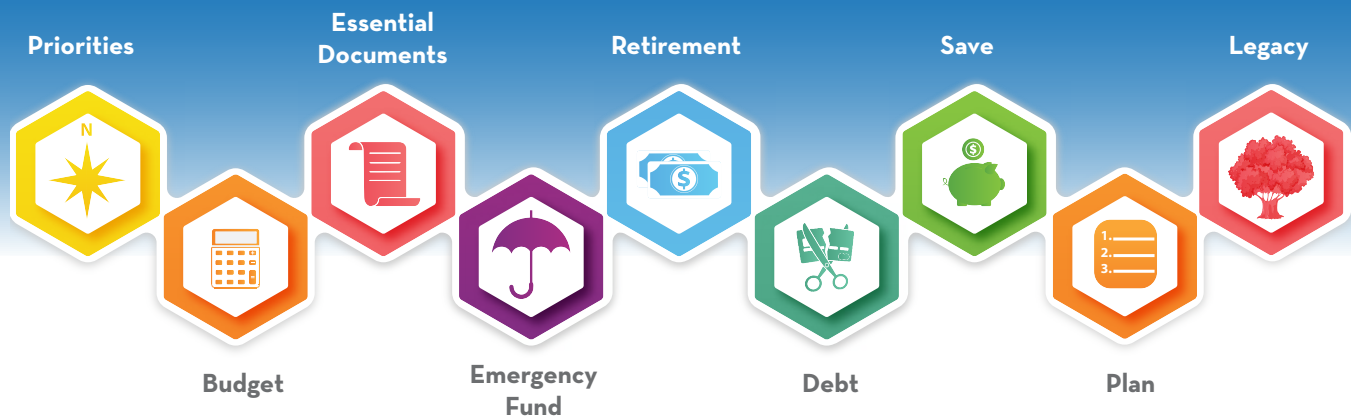 Priorities
Essential
Documents
Retirement
Save
Legacy
N
$
$
1.
2.
3.
Budget
Emergency
Fund
Debt
Plan